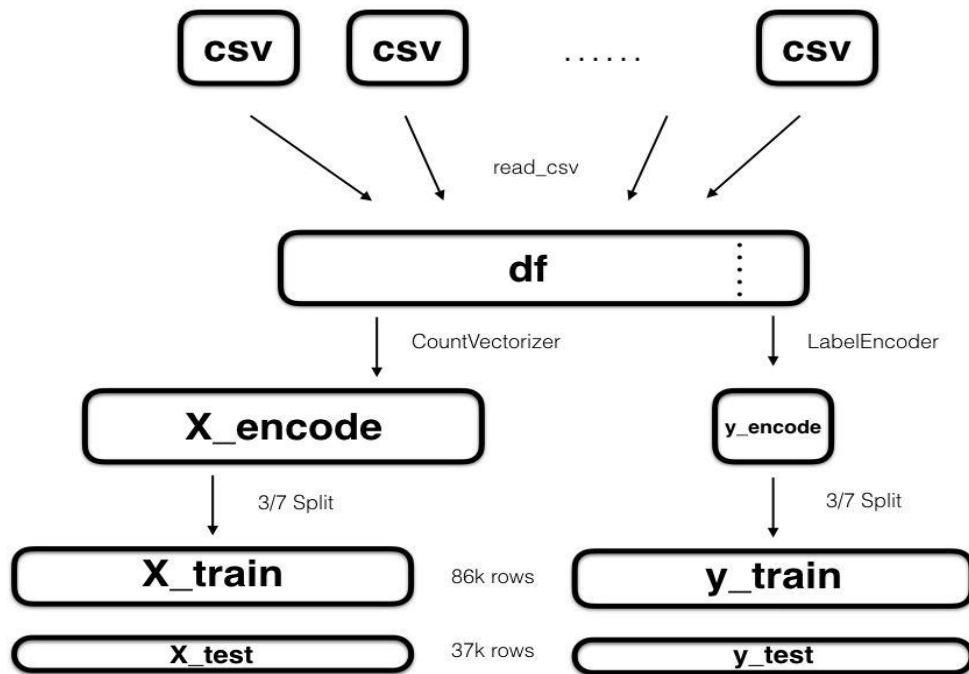 csv csv ...... csv
read_csv
df
CountVectorizer LabelEncoder
X_encode y_encode
3/7 Split 3/7 Split
X_train 86k rows y_train
X_test 37k rows y_test